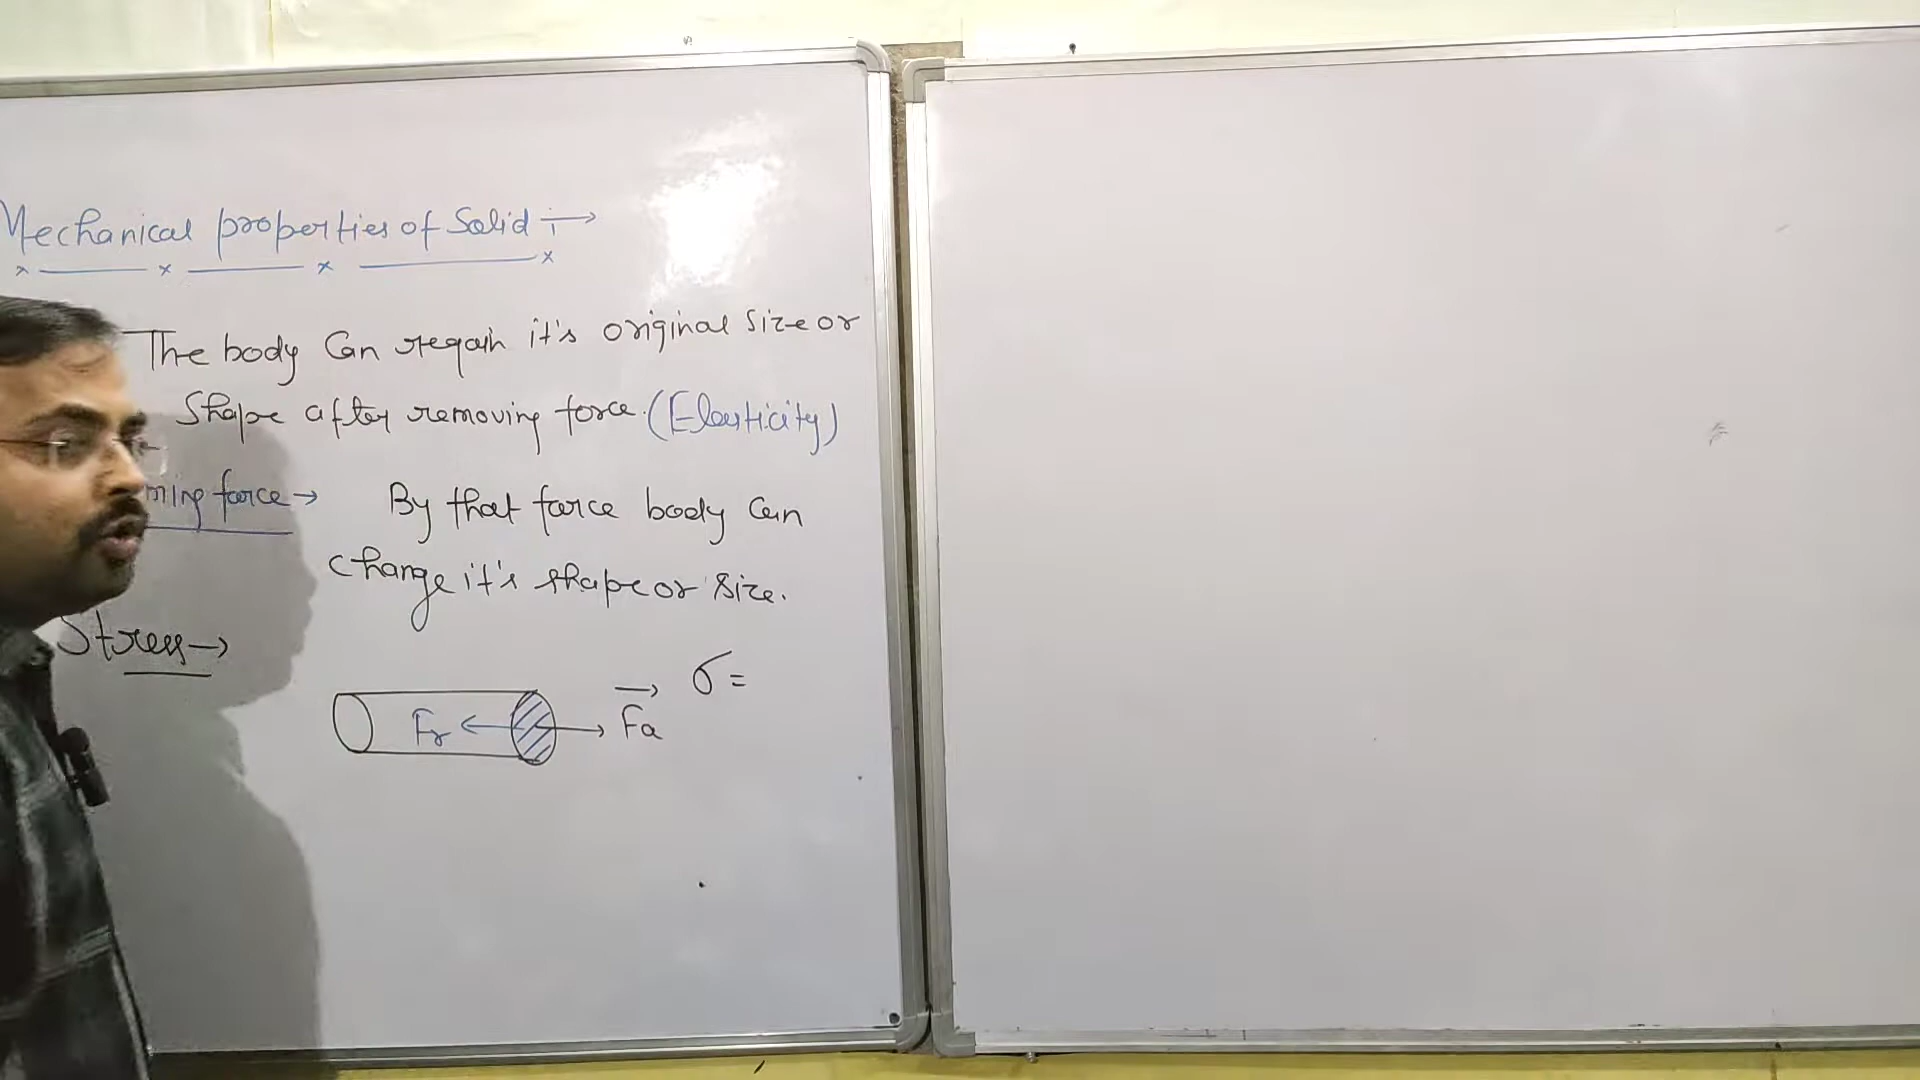 Mechanical properties of Solid :→
The body Can regain it's original Size or
Shape after removing force. (Elasticity)
ming force → By that force body Can
change it's shape or size.
Stress →
σ =
Fr Fa